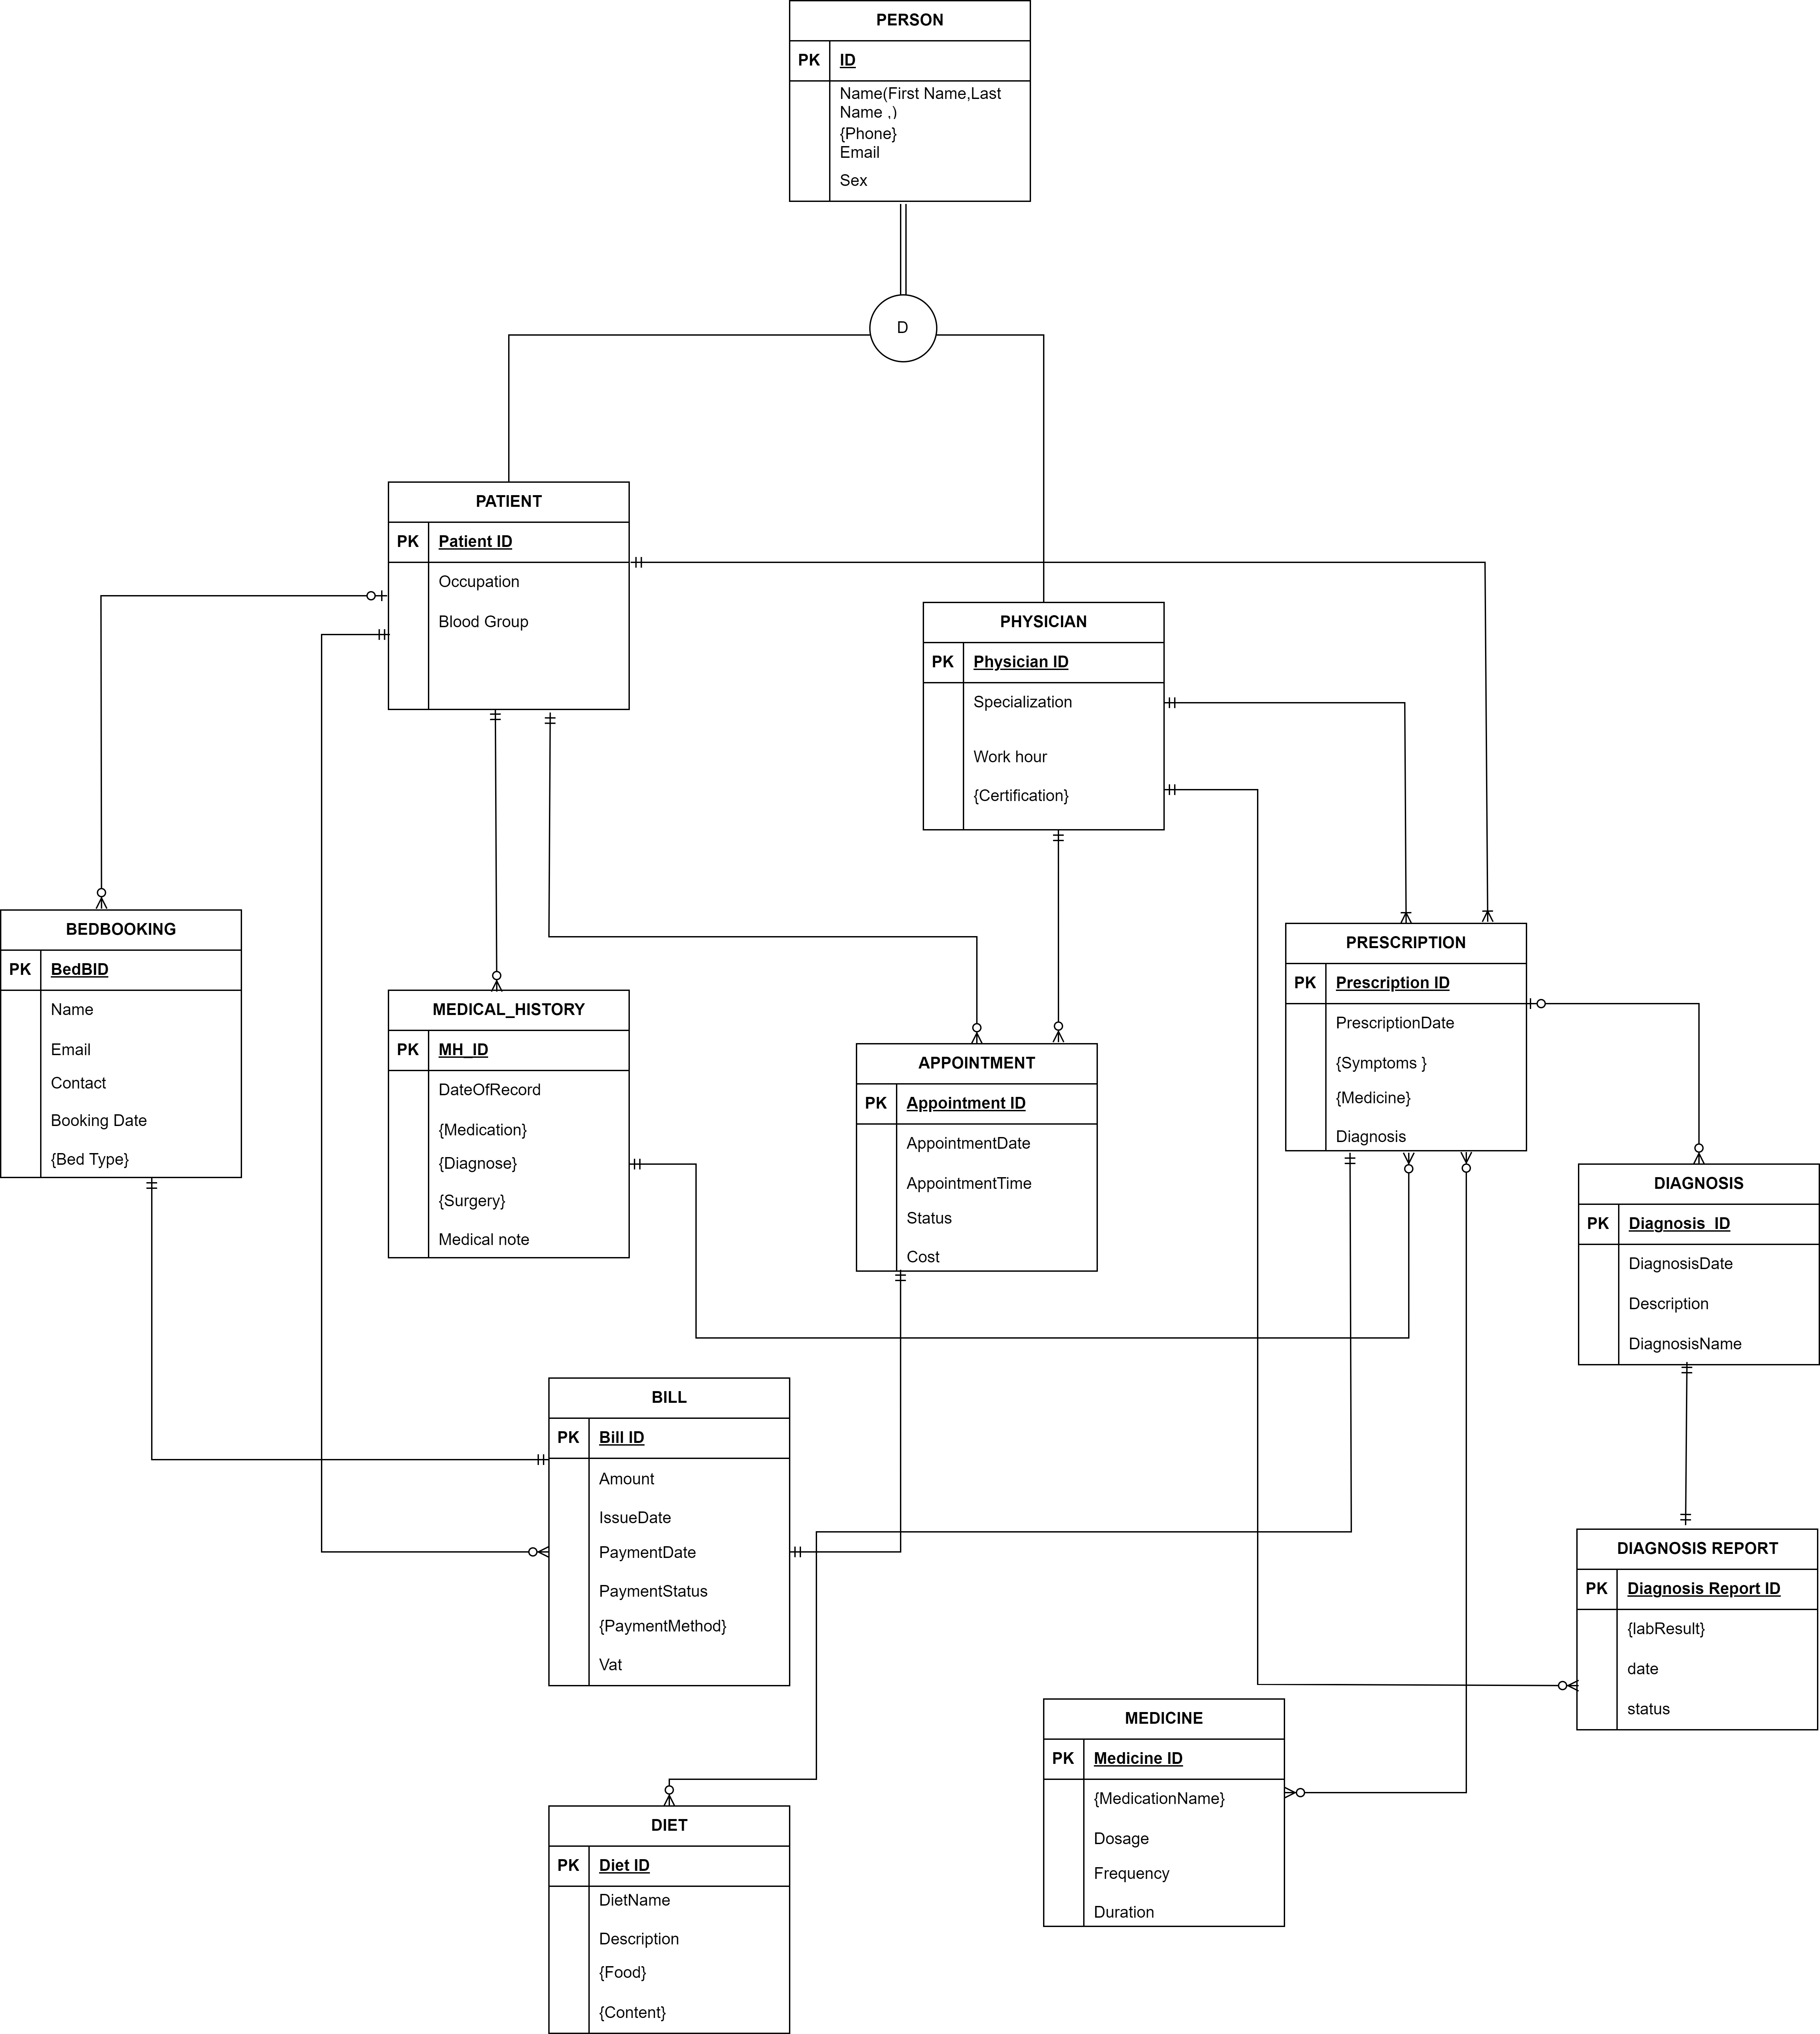 PERSON
PK ID
Name(First Name,Last
Name ,)
{Phone}
Email
Sex
D
PATIENT
PK Patient ID
Occupation
Blood Group
PHYSICIAN
PK Physician ID
Specialization
Work hour
{Certification}
BEDBOOKING
PK BedBID
Name
Email
Contact
Booking Date
{Bed Type}
MEDICAL_HISTORY
PK MH_ID
DateOfRecord
{Medication}
{Diagnose}
{Surgery}
Medical note
APPOINTMENT
PK Appointment ID
AppointmentDate
AppointmentTime
Status
Cost
PRESCRIPTION
PK Prescription ID
PrescriptionDate
{Symptoms }
{Medicine}
Diagnosis
DIAGNOSIS
PK Diagnosis_ID
DiagnosisDate
Description
DiagnosisName
BILL
PK Bill ID
Amount
IssueDate
PaymentDate
PaymentStatus
{PaymentMethod}
Vat
DIAGNOSIS REPORT
PK Diagnosis Report ID
{labResult}
date
status
MEDICINE
PK Medicine ID
{MedicationName}
Dosage
Frequency
Duration
DIET
PK Diet ID
DietName
Description
{Food}
{Content}